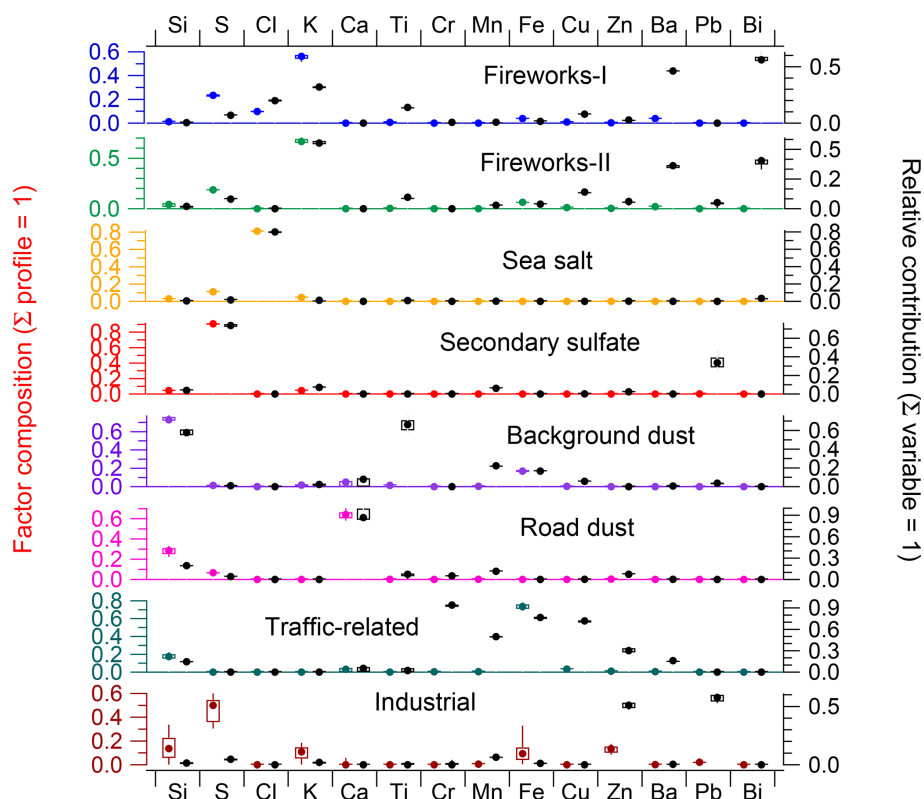 Si S Cl K Ca Ti Cr Mn Fe Cu Zn Ba Pb Bi
Factor composition (Σ profile = 1)
Relative contribution (Σ variable = 1)
0.6 0.4 0.2 0.0
Fireworks-I
0.5 0.0
0.5 0.0
Fireworks-II
0.5 0.2 0.0
0.8 0.6 0.4 0.2 0.0
Sea salt
0.8 0.6 0.4 0.2 0.0
0.8 0.6 0.4 0.2 0.0
Secondary sulfate
0.6 0.4 0.2 0.0
0.6 0.4 0.2 0.0
Background dust
0.6 0.4 0.2 0.0
0.6 0.4 0.2 0.0
Road dust
0.9 0.6 0.3 0.0
0.8 0.6 0.4 0.2 0.0
Traffic-related
0.9 0.6 0.3 0.0
0.6 0.4 0.2 0.0
Industrial
0.5 0.0
Si S Cl K Ca Ti Cr Mn Fe Cu Zn Ba Pb Bi